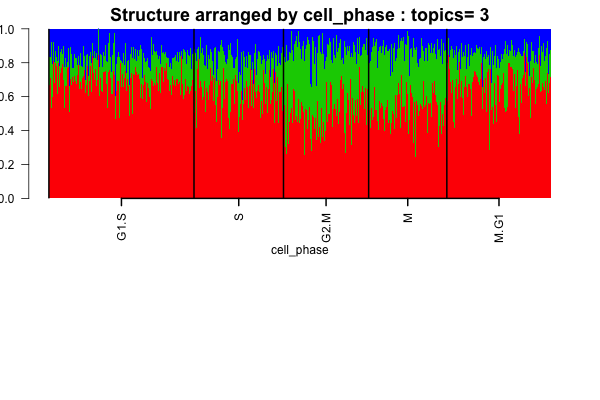 Structure arranged by cell_phase : topics= 3
1.0
0.8
0.6
0.4
0.2
0.0
G1.S
S
G2.M
M
M.G1
cell_phase